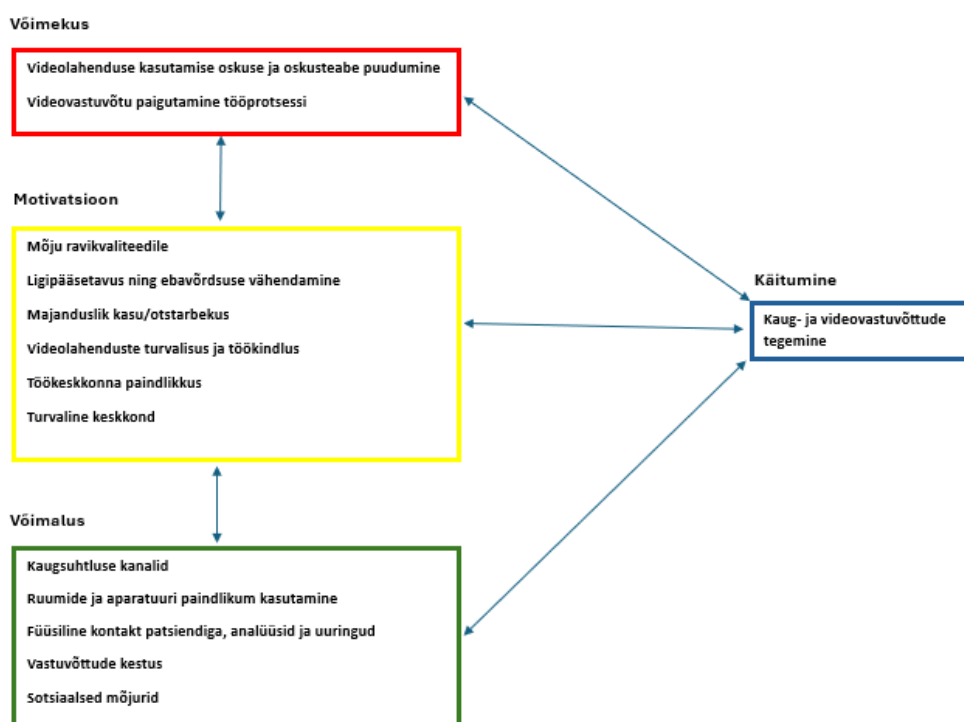 Võimekus
Videolahenduse kasutamise oskuse ja oskusteabe puudumine
Videovastuvõtu paigutamine tööprotsessi
Motivatsioon
Mõju ravikvaliteedile
Ligipääsetavus ning ebavõrdsuse vähendamine
Majanduslik kasu/otstarbekus
Videolahenduste turvalisus ja töökindlus
Töökeskkonna paindlikkus
Turvaline keskkond
Käitumine
Kaug- ja videovastuvõttude
tegemine
Võimalus
Kaugsuhtluse kanalid
Ruumide ja aparatuuri paindlikum kasutamine
Füüsiline kontakt patsiendiga, analüüsid ja uuringud
Vastuvõttude kestus
Sotsiaalsed mõjurid